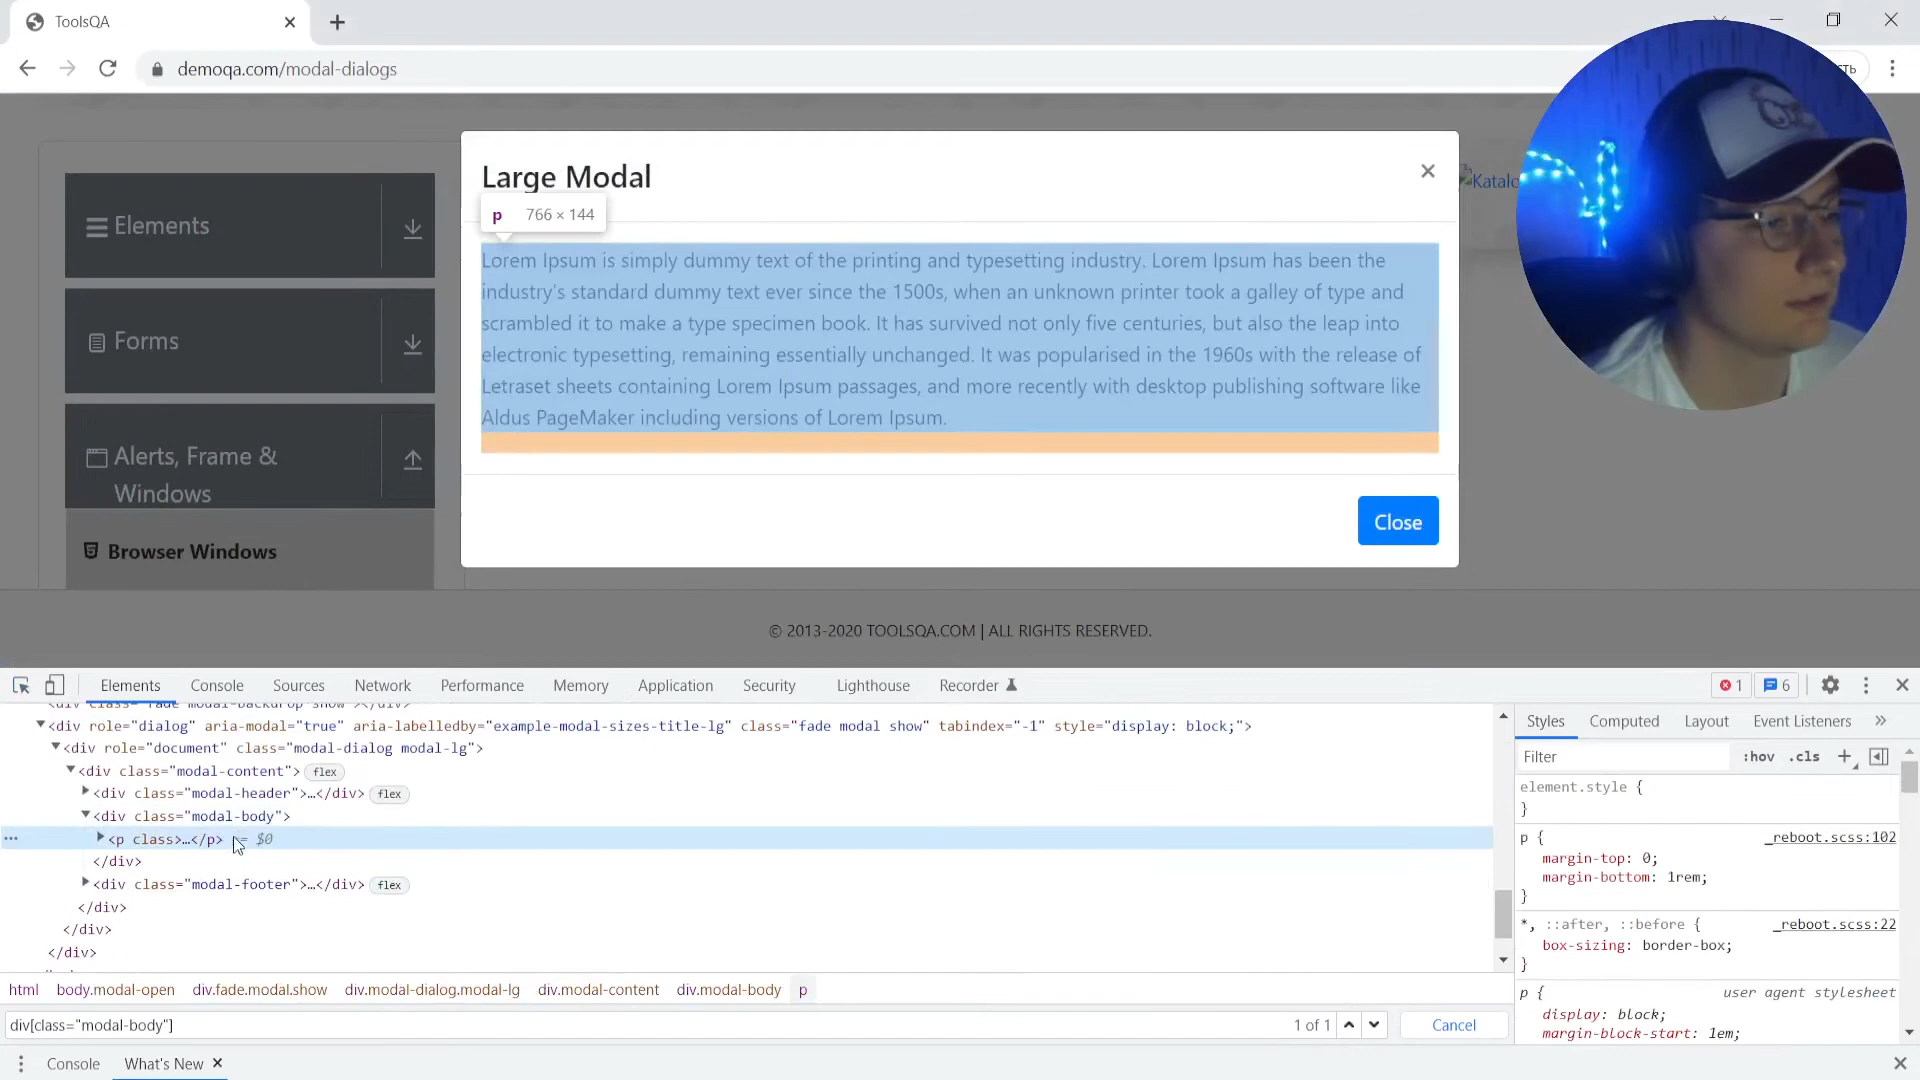 ToolsQA
demoqa.com/modal-dialogs
ть
Elements
Forms
Alerts, Frame &
Windows
Browser Windows
Large Modal
×
p 766 × 144
Lorem Ipsum is simply dummy text of the printing and typesetting industry. Lorem Ipsum has been the
industry's standard dummy text ever since the 1500s, when an unknown printer took a galley of type and
scrambled it to make a type specimen book. It has survived not only five centuries, but also the leap into
electronic typesetting, remaining essentially unchanged. It was popularised in the 1960s with the release of
Letraset sheets containing Lorem Ipsum passages, and more recently with desktop publishing software like
Aldus PageMaker including versions of Lorem Ipsum.
Close
Katalo
© 2013-2020 TOOLSQA.COM | ALL RIGHTS RESERVED.
Elements Console Sources Network Performance Memory Application Security Lighthouse Recorder 1 6
<div role="dialog" aria-modal="true" aria-labelledby="example-modal-sizes-title-lg" class="fade modal show" tabindex="-1" style="display: block;">
<div role="document" class="modal-dialog modal-lg">
<div class="modal-content"> flex
<div class="modal-header">…</div> flex
<div class="modal-body">
<p class>…</p> == $0
</div>
<div class="modal-footer">…</div> flex
</div>
</div>
</div>
html body.modal-open div.fade.modal.show div.modal-dialog.modal-lg div.modal-content div.modal-body p
div[class="modal-body"] 1 of 1 Cancel
Console What's New
Styles Computed Layout Event Listeners »
Filter :hov .cls +
element.style {
}
p { _reboot.scss:102
margin-top: 0;
margin-bottom: 1rem;
}
*, ::after, ::before { _reboot.scss:22
box-sizing: border-box;
}
p { user agent stylesheet
display: block;
margin-block-start: 1em;